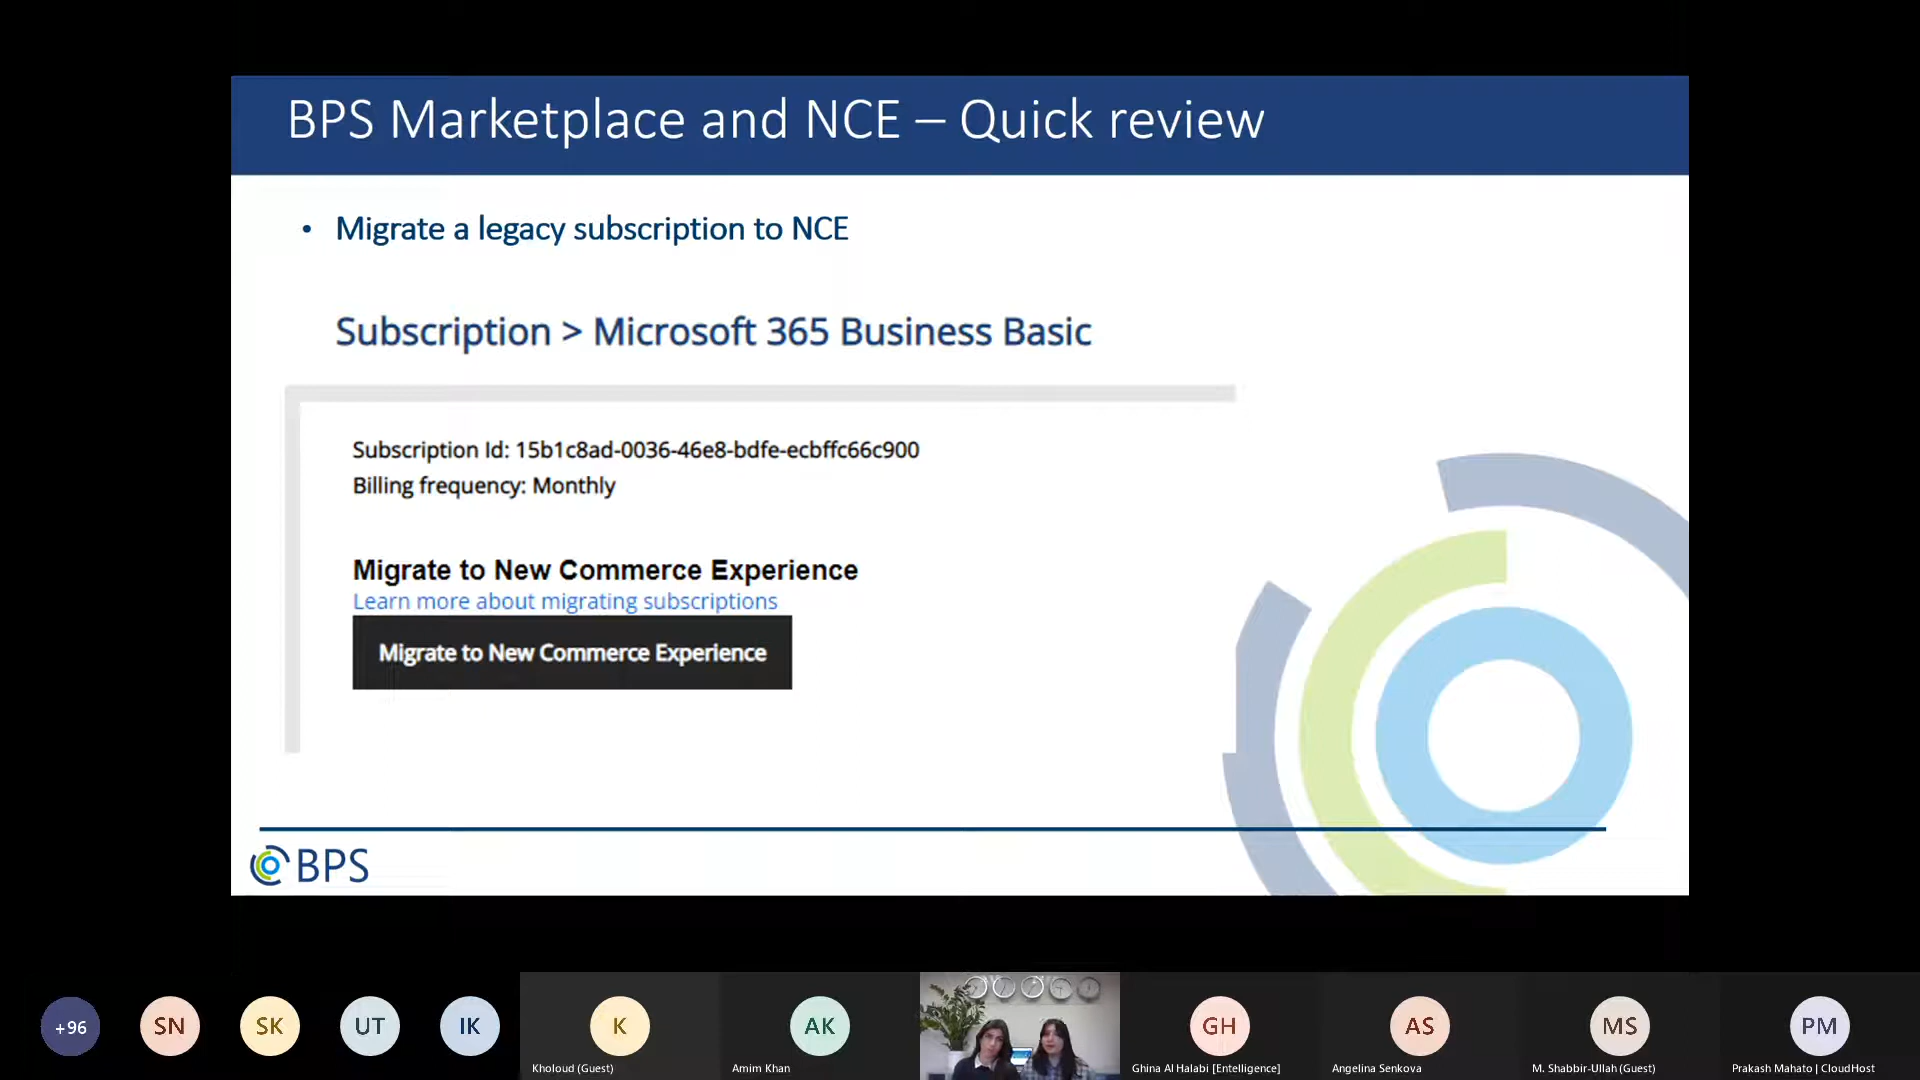 BPS Marketplace and NCE – Quick review
• Migrate a legacy subscription to NCE
Subscription > Microsoft 365 Business Basic
Subscription Id: 15b1c8ad-0036-46e8-bdfe-ecbffc66c900
Billing frequency: Monthly
Migrate to New Commerce Experience
Learn more about migrating subscriptions
Migrate to New Commerce Experience
BPS
+96
SN
SK
UT
IK
K
AK
GH
AS
MS
PM
Kholoud (Guest)
Amim Khan
Ghina Al Halabi [Entelligence]
Angelina Senkova
M. Shabbir-Ullah (Guest)
Prakash Mahato | CloudHost